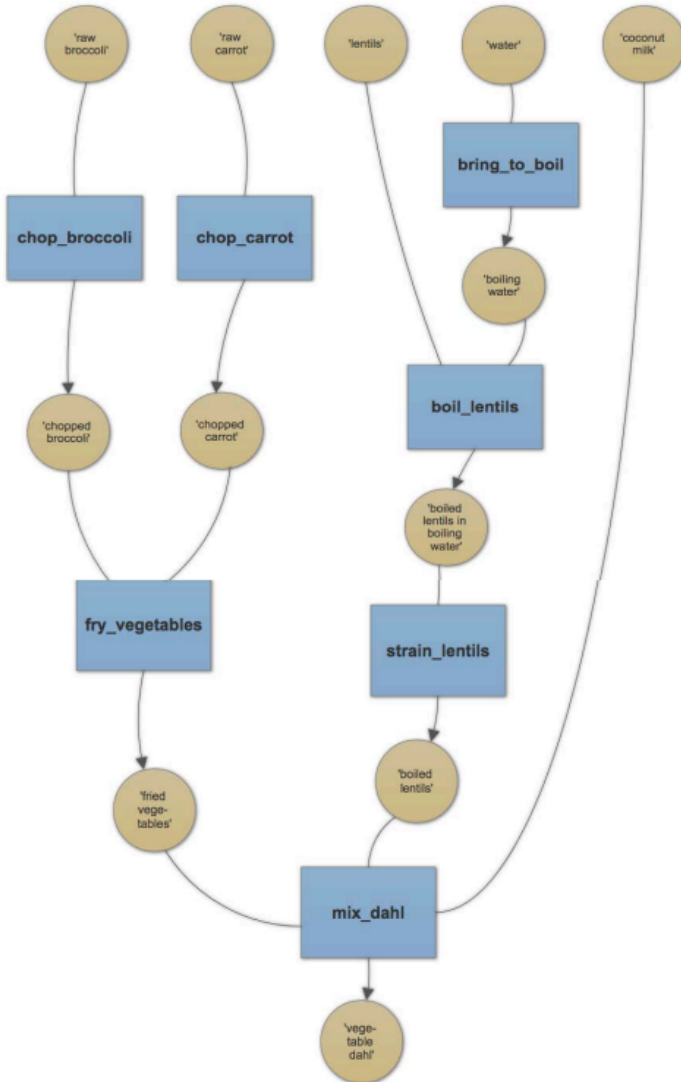 'raw
broccoli'
'raw
carrot'
'lentils'
'water'
'coconut
milk'
bring_to_boil
chop_broccoli
chop_carrot
'boiling
water'
boil_lentils
'chopped
broccoli'
'chopped
carrot'
'boiled
lentils in
boiling
water'
fry_vegetables
strain_lentils
'fried
vege-
tables'
'boiled
lentils'
mix_dahl
'vege-
table
dahl'